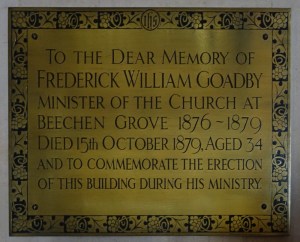 IHS
To the Dear Memory of
Frederick William Goadby
Minister of the Church at
Beechen Grove 1876~1879
Died 15th October 1879, Aged 34
and to commemorate the erection
of this building during his ministry.